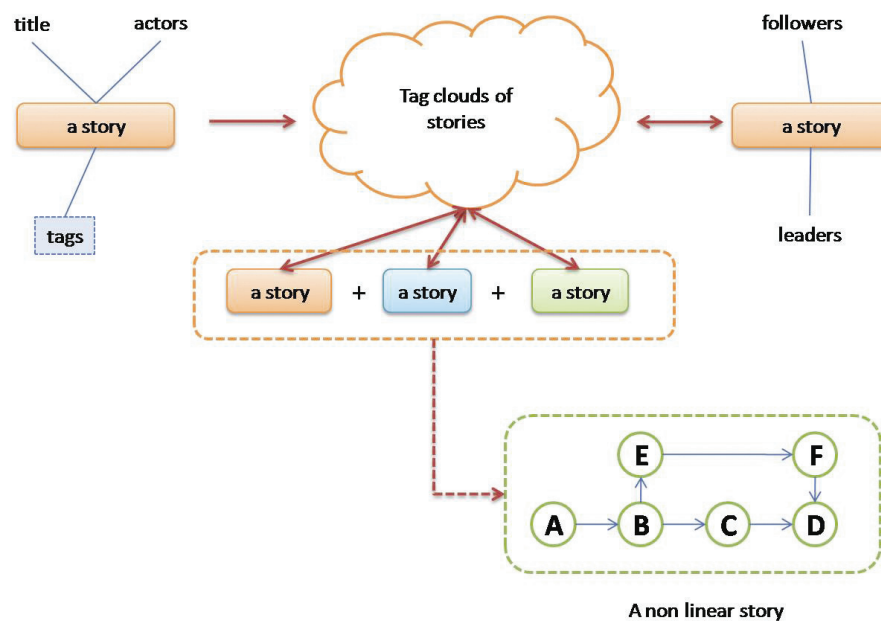 title
actors
followers
Tag clouds of
stories
a story
a story
tags
leaders
a story + a story + a story
E
F
A
B
C
D
A non linear story